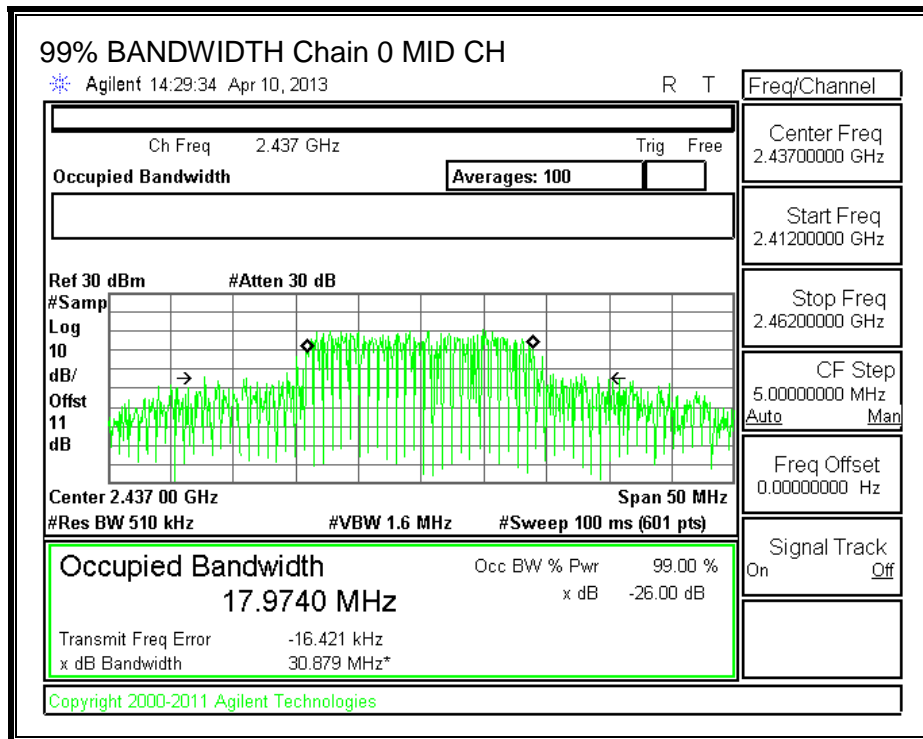 99% BANDWIDTH Chain 0 MID CH
Agilent 14:29:34 Apr 10, 2013 R T
Ch Freq 2.437 GHz Trig Free
Occupied Bandwidth Averages: 100
Ref 30 dBm #Atten 30 dB
#Samp
Log
10
dB/
Offst
11
dB
Center 2.437 00 GHz Span 50 MHz
#Res BW 510 kHz #VBW 1.6 MHz #Sweep 100 ms (601 pts)
Occupied Bandwidth Occ BW % Pwr 99.00 %
17.9740 MHz x dB -26.00 dB
Transmit Freq Error -16.421 kHz
x dB Bandwidth 30.879 MHz*
Copyright 2000-2011 Agilent Technologies
Freq/Channel
Center Freq
2.43700000 GHz
Start Freq
2.41200000 GHz
Stop Freq
2.46200000 GHz
CF Step
5.00000000 MHz
Auto Man
Freq Offset
0.00000000 Hz
Signal Track
On Off